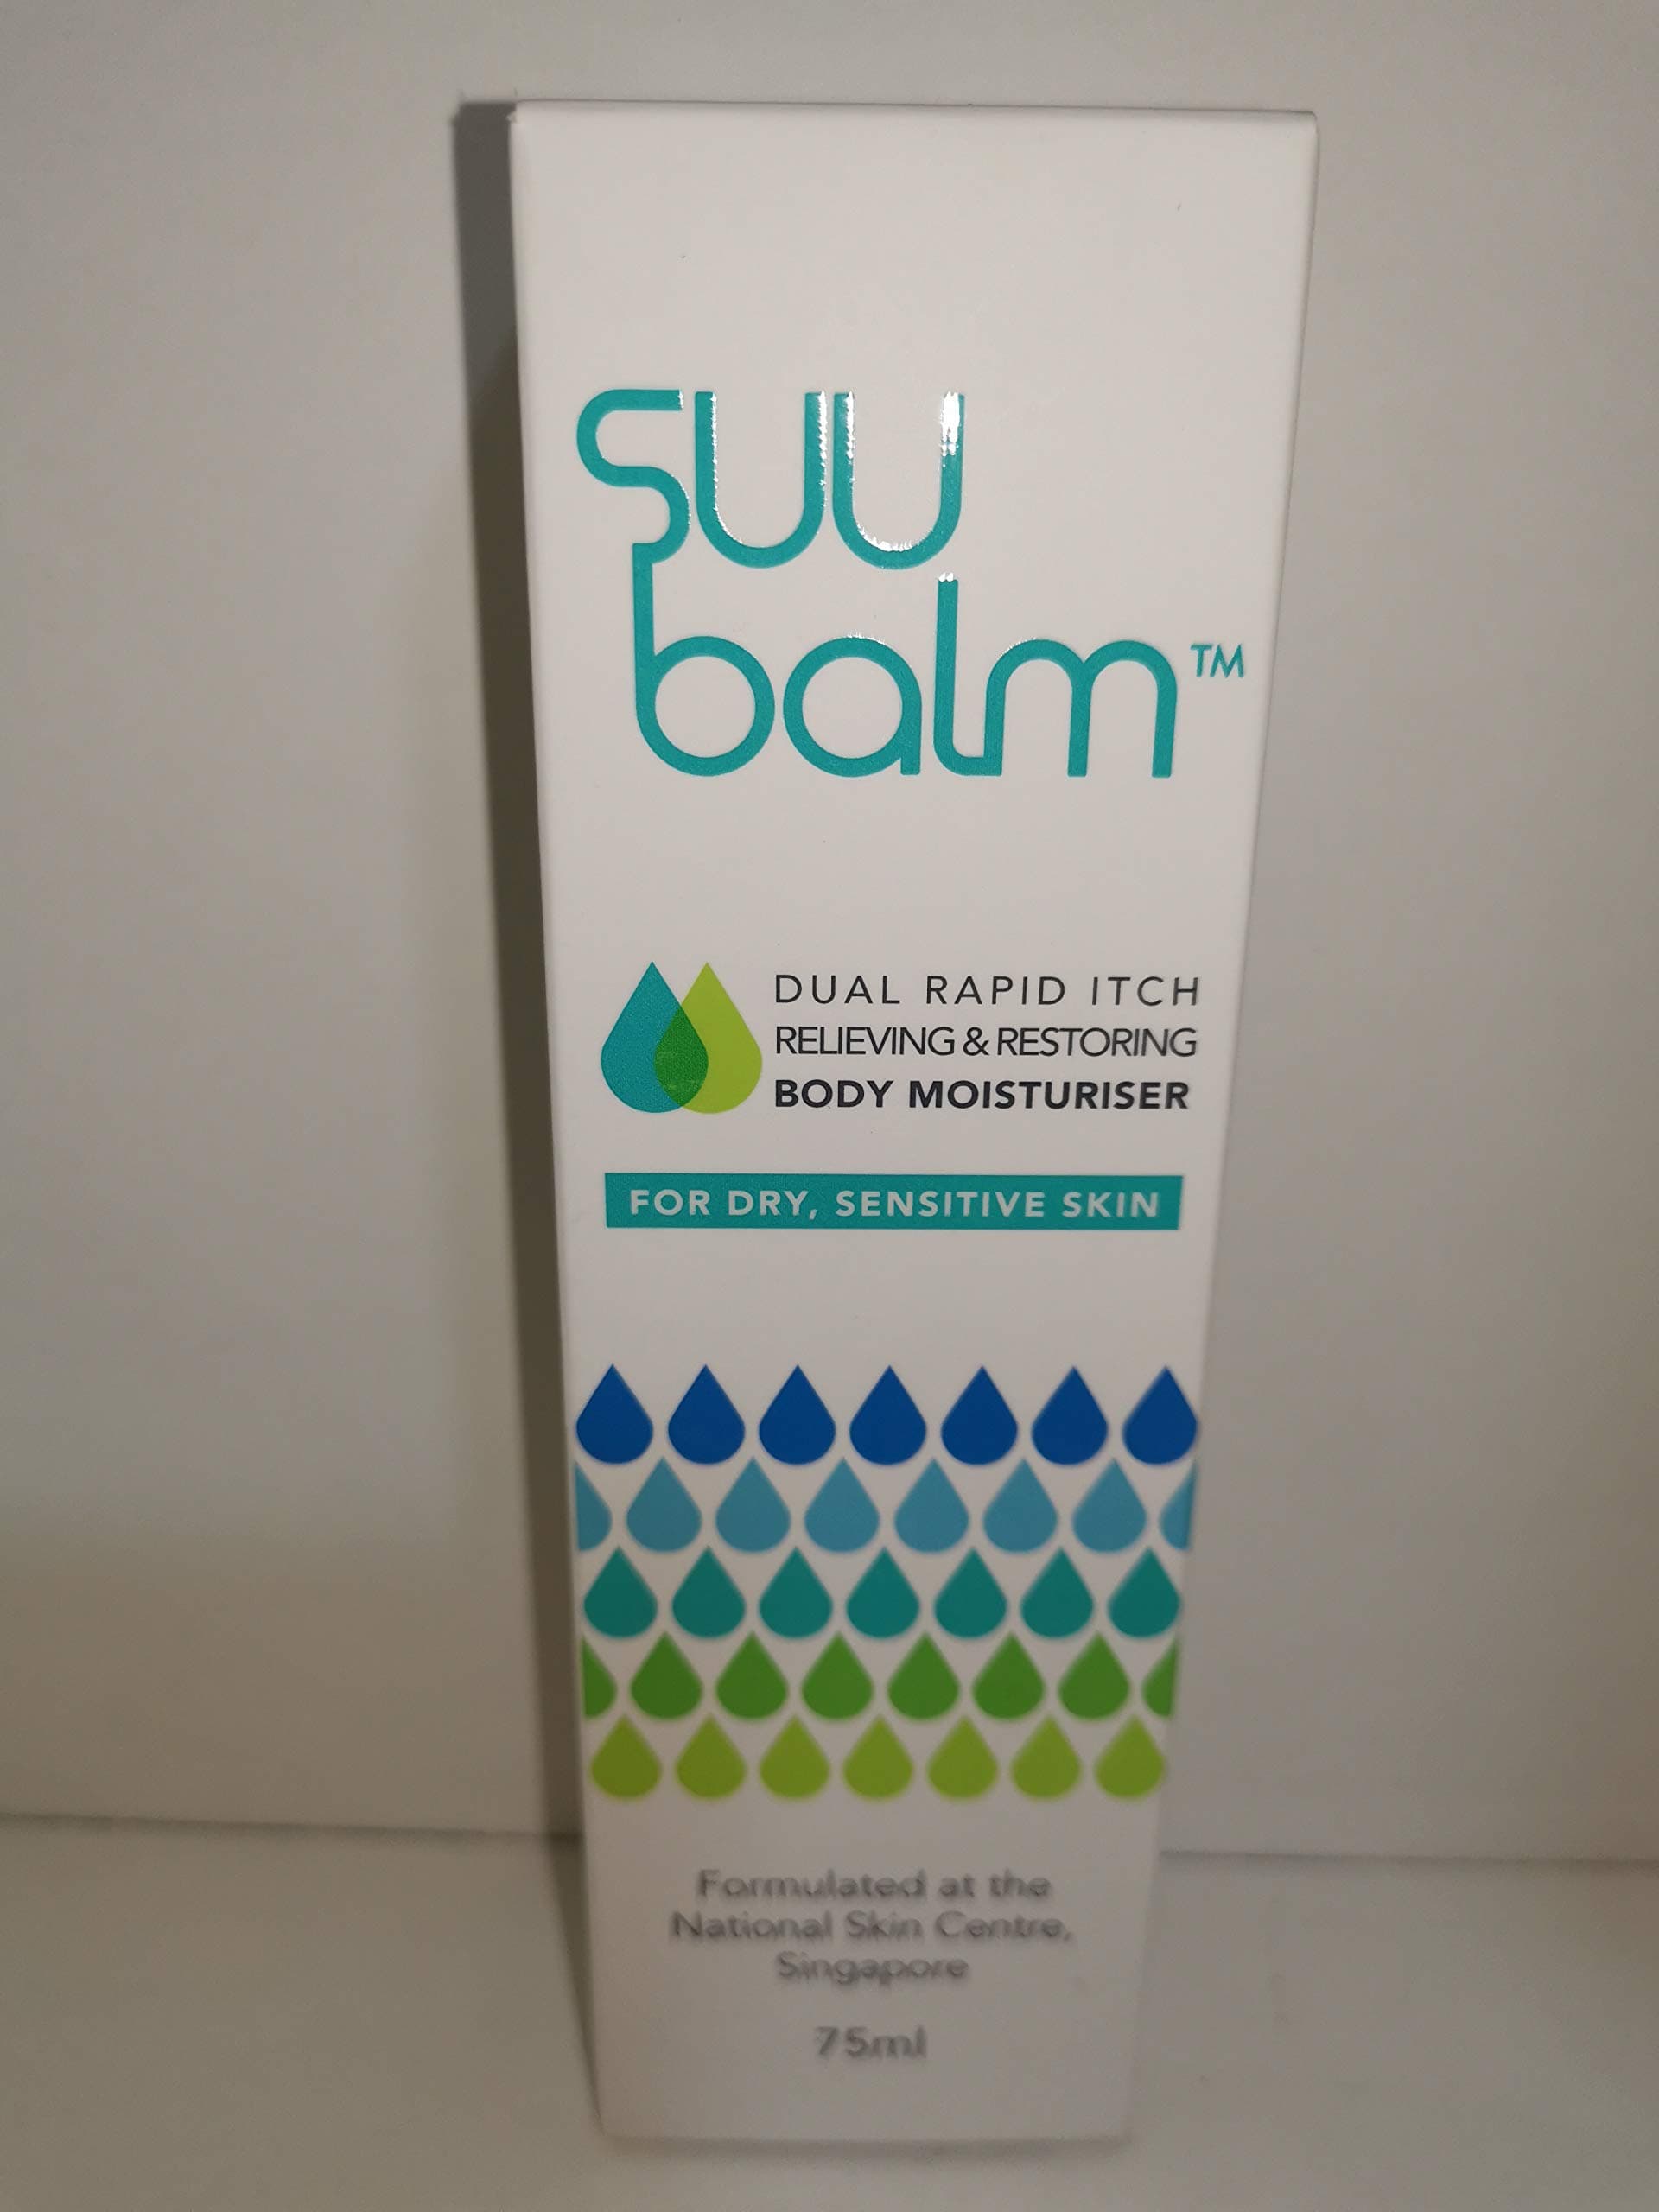 suu
balm™
DUAL RAPID ITCH
RELIEVING & RESTORING
BODY MOISTURISER
FOR DRY, SENSITIVE SKIN
Formulated at the
National Skin Centre,
Singapore
75ml